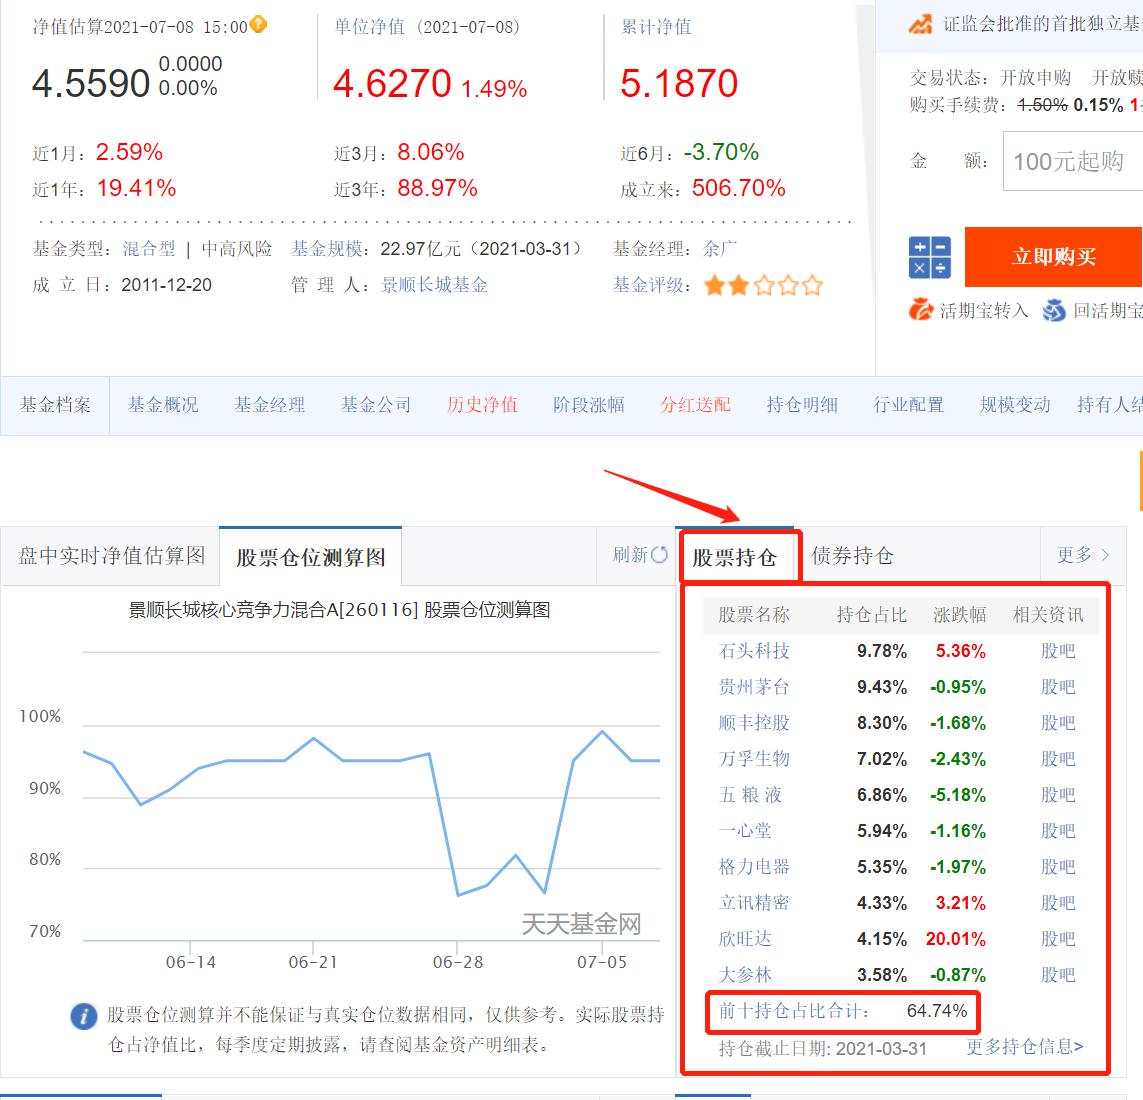 净值估算2021-07-08 15:00
单位净值 (2021-07-08)
累计净值
4.5590 0.0000 0.00%
4.6270 1.49%
5.1870
近1月: 2.59%
近3月: 8.06%
近6月: -3.70%
近1年: 19.41%
近3年: 88.97%
成立来: 506.70%
基金类型: 混合型 | 中高风险
基金规模: 22.97亿元（2021-03-31）
基金经理: 余广
成 立 日: 2011-12-20
管 理 人: 景顺长城基金
基金评级:
证监会批准的首批独立基
交易状态: 开放申购 开放赎
购买手续费: 1.50% 0.15% 1
金 额:
100元起购
立即购买
活期宝转入
回活期宝
基金档案 基金概况 基金经理 基金公司 历史净值 阶段涨幅 分红送配 持仓明细 行业配置 规模变动 持有人结
盘中实时净值估算图
股票仓位测算图
刷新
景顺长城核心竞争力混合A[260116] 股票仓位测算图
100%
90%
80%
70%
天天基金网
06-14 06-21 06-28 07-05
股票仓位测算并不能保证与真实仓位数据相同，仅供参考。实际股票持
仓占净值比，每季度定期披露，请查阅基金资产明细表。
股票持仓
债券持仓
更多 >
股票名称 持仓占比 涨跌幅 相关资讯
石头科技 9.78% 5.36% 股吧
贵州茅台 9.43% -0.95% 股吧
顺丰控股 8.30% -1.68% 股吧
万孚生物 7.02% -2.43% 股吧
五 粮 液 6.86% -5.18% 股吧
一心堂 5.94% -1.16% 股吧
格力电器 5.35% -1.97% 股吧
立讯精密 4.33% 3.21% 股吧
欣旺达 4.15% 20.01% 股吧
大参林 3.58% -0.87% 股吧
前十持仓占比合计: 64.74%
持仓截止日期: 2021-03-31 更多持仓信息>